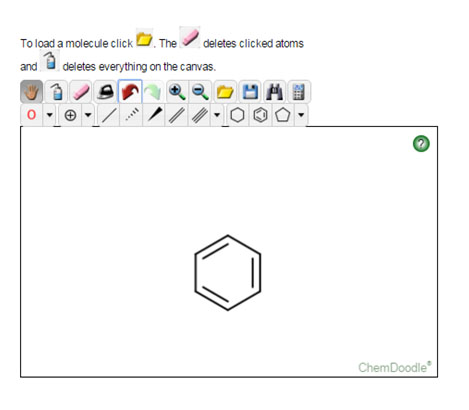 To load a molecule click . The deletes clicked atoms
and deletes everything on the canvas.
O
?
ChemDoodle®